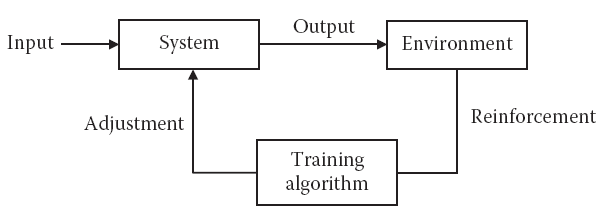 Input
System
Output
Environment
Adjustment
Reinforcement
Training
algorithm